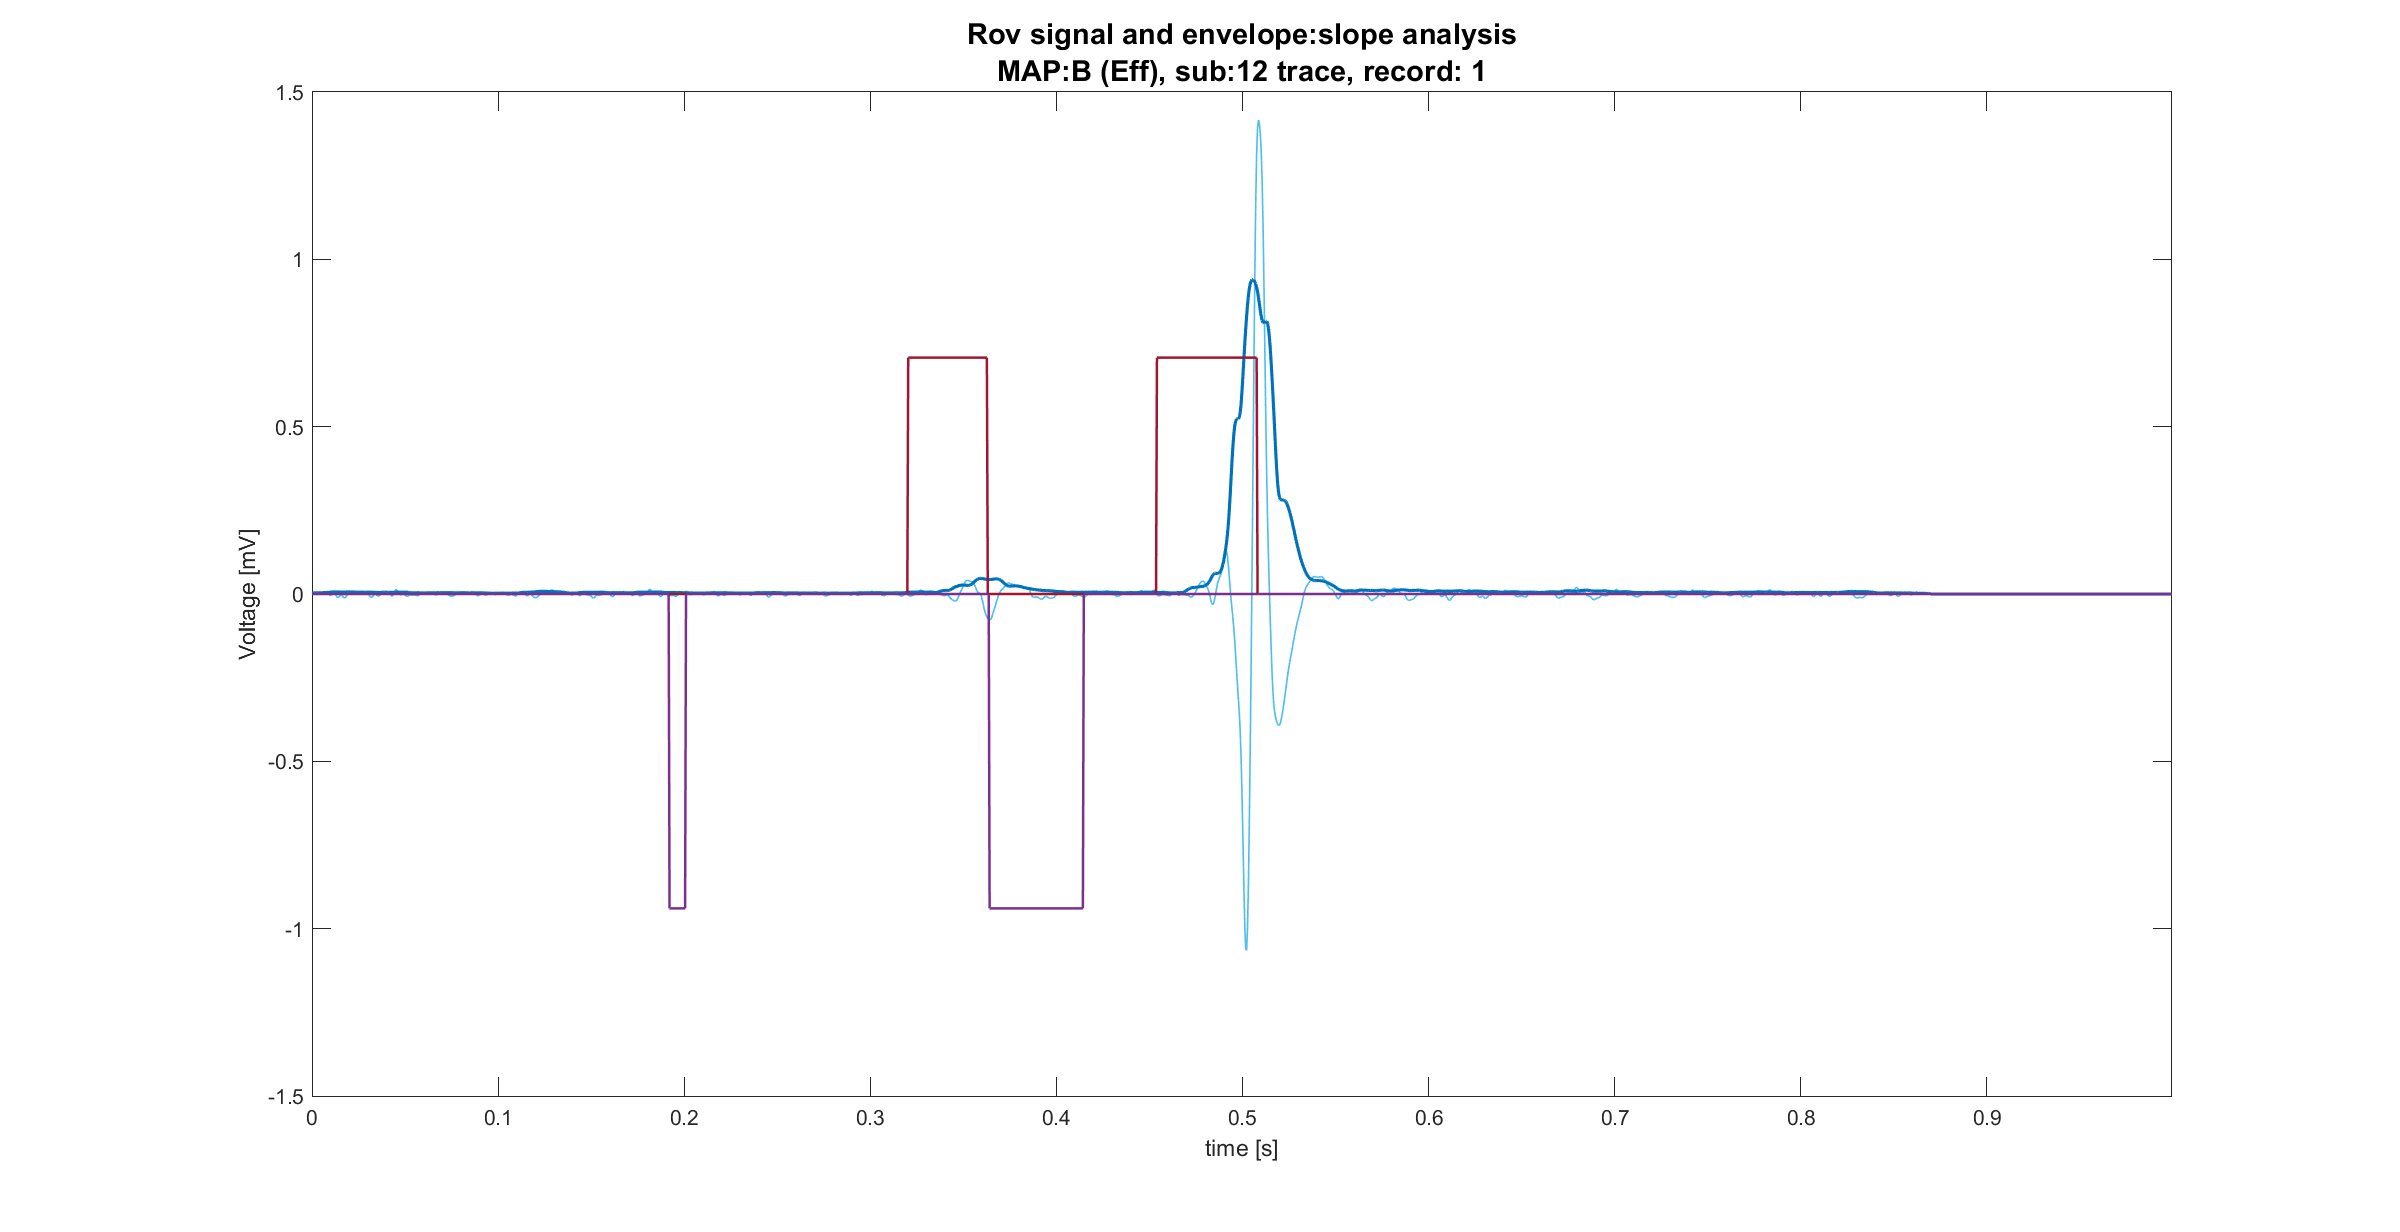 Rov signal and envelope:slope analysis
MAP:B (Eff), sub:12 trace, record: 1
1.5
1
0.5
0
-0.5
-1
-1.5
Voltage [mV]
0 0.1 0.2 0.3 0.4 0.5 0.6 0.7 0.8 0.9
time [s]